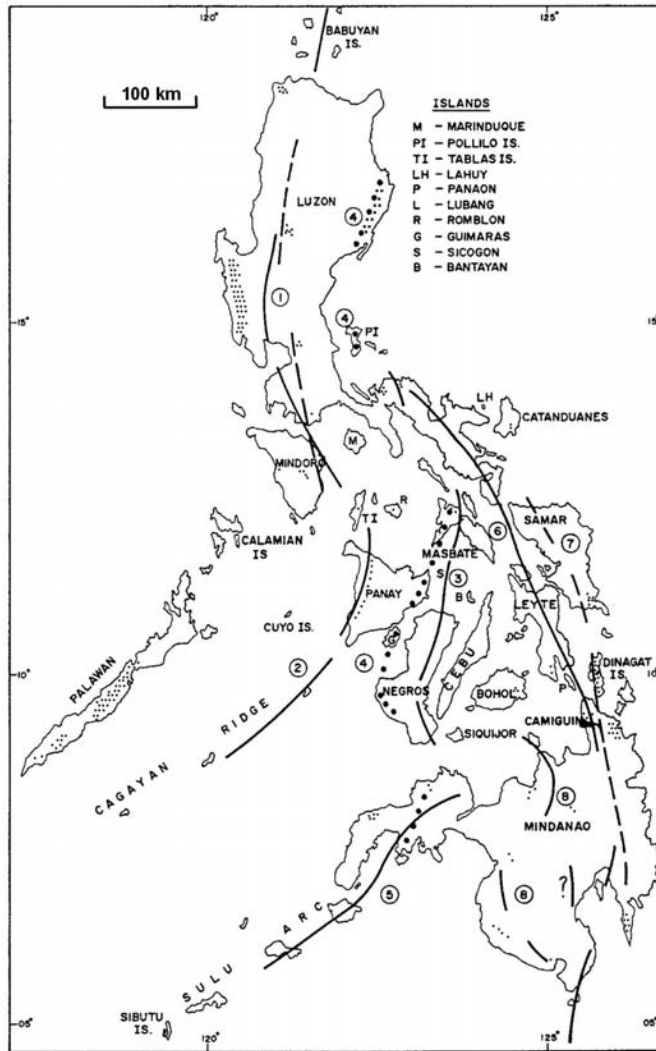 120°
125°
BABUYAN
IS.
100 km
ISLANDS
M – MARINDUQUE
PI – POLLILO IS.
TI – TABLAS IS.
LH – LAHUY
P – PANAON
L – LUBANG
R – ROMBLON
G – GUIMARAS
S – SICOGON
B – BANTAYAN
LUZON
4
1
15°
4
PI
15
LH
CATANDUANES
M
MINDORO
R
TI
SAMAR
6
7
CALAMIAN
IS
MASBATE
S
3
PANAY
B
LEYTE
CUYO IS.
G
CEBU
DINAGAT
IS.
10°
2
4
P
10°
PALAWAN
NEGROS
BOHOL
CAMIGUIN
SIQUIJOR
CAGAYAN RIDGE
8
MINDANAO
5
8
?
SULU ARC
SIBUTU
IS.
05°
05°
120°
125°